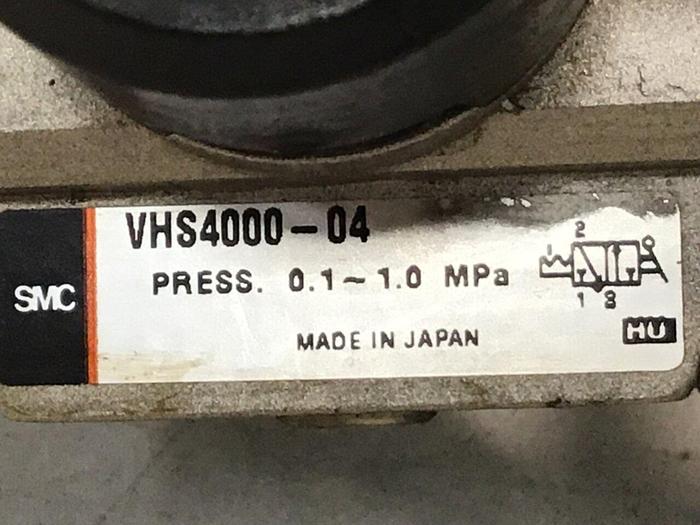 VHS4000-04
SMC
PRESS. 0.1~1.0 MPa
2
1 3
MADE IN JAPAN
HU